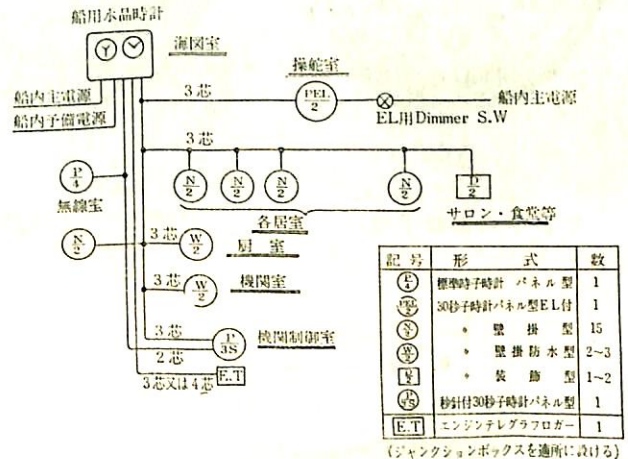 船用水晶時計
海図室
操舵室
3芯
PEL
2
船内主電源
EL用Dimmer S.W
船内主電源
船内予備電源
3芯
P
4
無線室
N
2
N
2
N
2
N
2
D
2
各居室
サロン・食堂等
N
2
3芯
W
2
厨室
3芯
W
2
機関室
3芯
P
3S
機関制御室
2芯
3芯又は4芯
E.T
記号 形式 数
P
4
標準時子時計 パネル型 1
PEL
2
30秒子時計パネル型EL付 1
N
2
〃 壁掛型 15
W
2
〃 壁掛防水型 2~3
2
〃 装飾型 1~2
P
3S
秒針付30秒子時計パネル型 1
E.T エンジンテレグラフロガー 1
(ジャンクションボックスを適所に設ける)